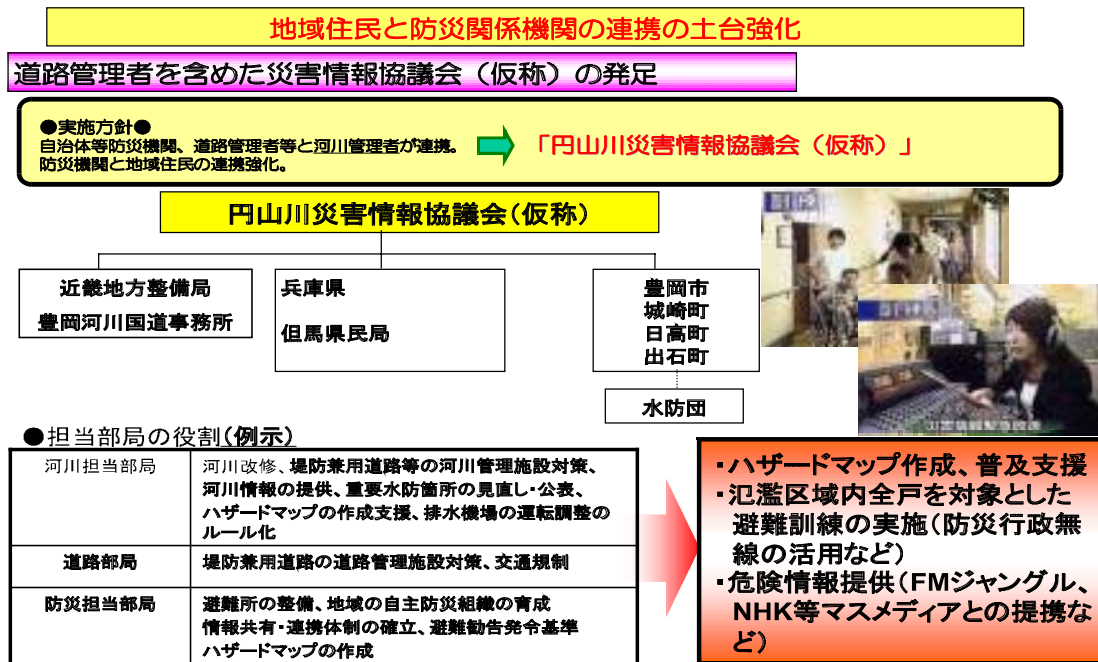 地域住民と防災関係機関の連携の土台強化
道路管理者を含めた災害情報協議会（仮称）の発足
●実施方針●
自治体等防災機関、道路管理者等と河川管理者が連携。
防災機関と地域住民の連携強化。
「円山川災害情報協議会（仮称）」
円山川災害情報協議会(仮称)
近畿地方整備局
豊岡河川国道事務所
兵庫県
但馬県民局
豊岡市
城崎町
日高町
出石町
水防団
●担当部局の役割(例示)
河川担当部局
河川改修、堤防兼用道路等の河川管理施設対策、
河川情報の提供、重要水防箇所の見直し・公表、
ハザードマップの作成支援、排水機場の運転調整の
ルール化
道路部局
堤防兼用道路の道路管理施設対策、交通規制
防災担当部局
避難所の整備、地域の自主防災組織の育成
情報共有・連携体制の確立、避難勧告発令基準
ハザードマップの作成
・ハザードマップ作成、普及支援
・氾濫区域内全戸を対象とした
避難訓練の実施(防災行政無
線の活用など)
・危険情報提供(FMジャングル、
NHK等マスメディアとの提携な
ど)